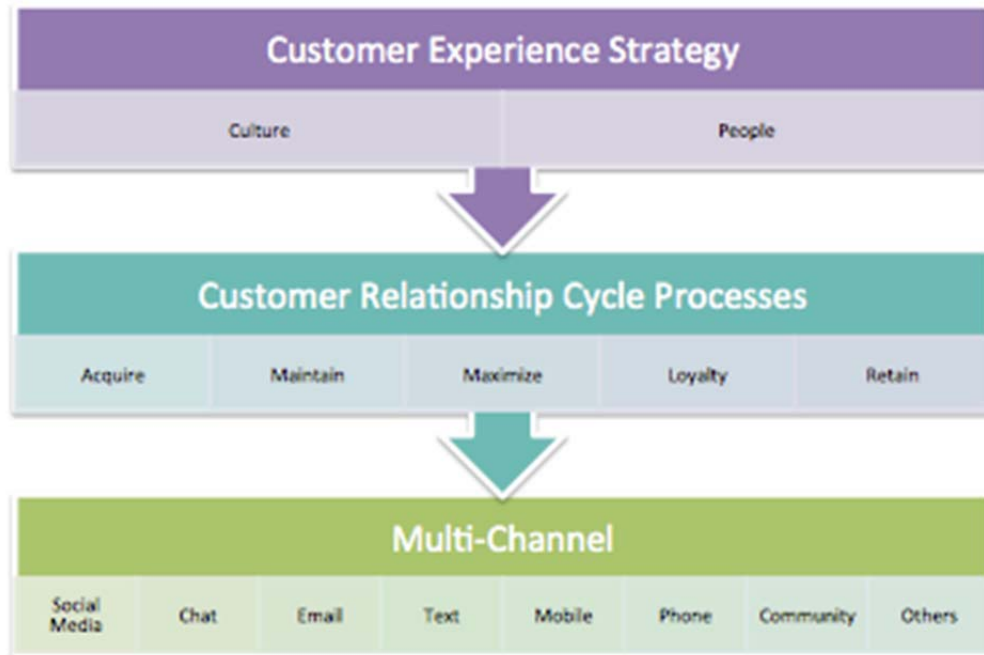 Customer Experience Strategy
Culture People
Customer Relationship Cycle Processes
Acquire Maintain Maximize Loyalty Retain
Multi-Channel
Social
Media Chat Email Text Mobile Phone Community Others